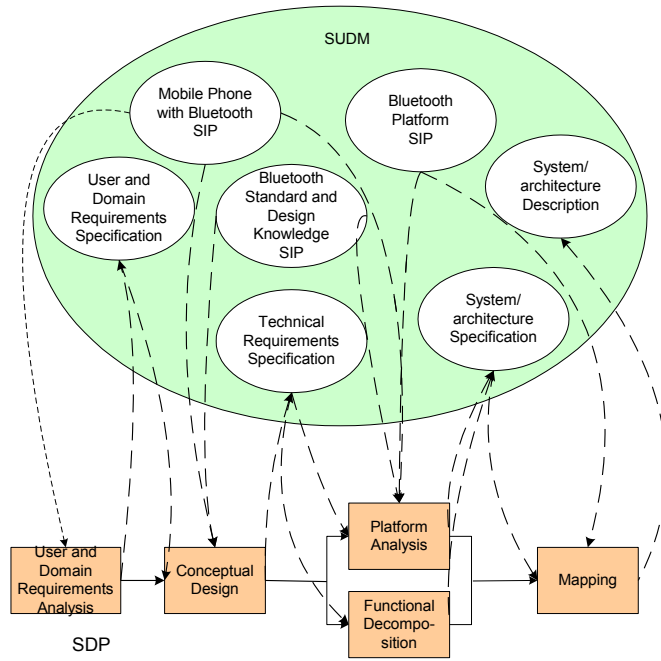 SUDM
Mobile Phone
with Bluetooth
SIP
Bluetooth
Platform
SIP
User and
Domain
Requirements
Specification
Bluetooth
Standard and
Design
Knowledge
SIP
System/
architecture
Description
Technical
Requirements
Specification
System/
architecture
Specification
User and
Domain
Requirements
Analysis
Conceptual
Design
Platform
Analysis
Functional
Decompo-
sition
Mapping
SDP